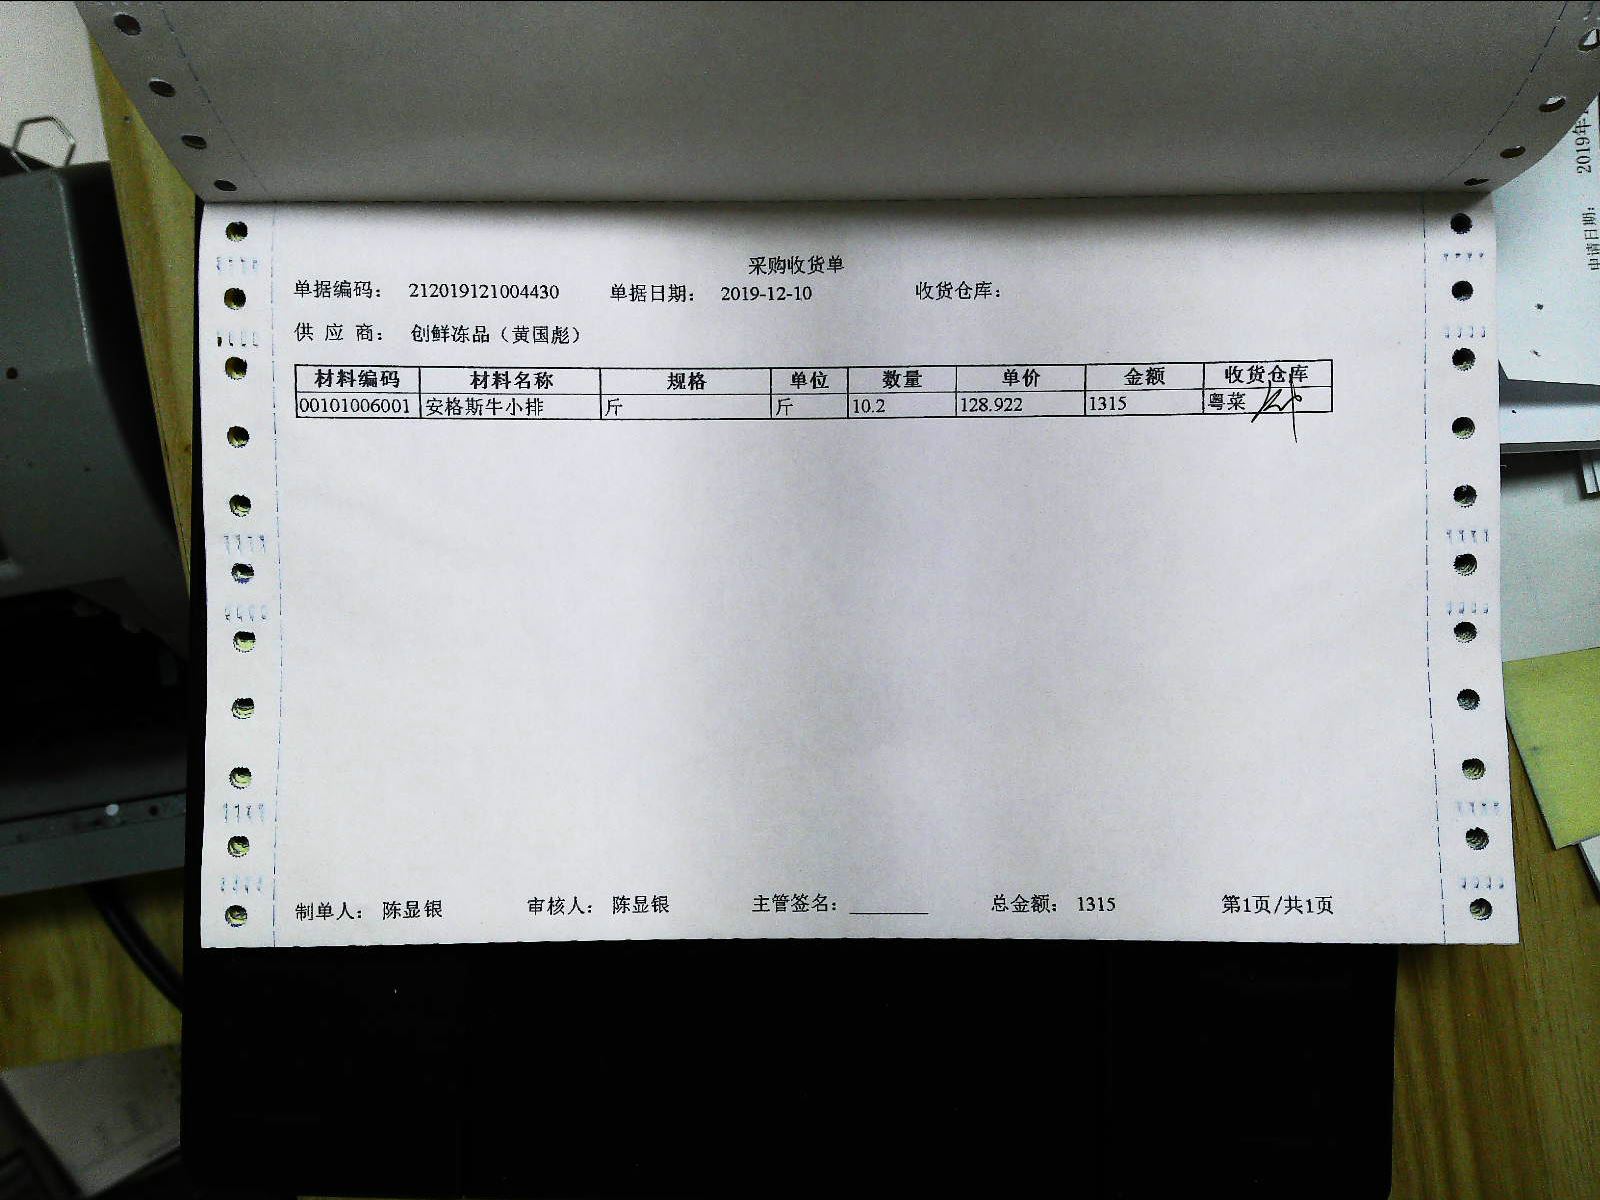 采购收货单
单据编码： 212019121004430 单据日期： 2019-12-10 收货仓库：
供 应 商： 创鲜冻品（黄国彪）
材料编码 材料名称 规格 单位 数量 单价 金额 收货仓库
00101006001 安格斯牛小排 斤 斤 10.2 128.922 1315 粤菜
制单人： 陈显银 审核人： 陈显银 主管签名：________ 总金额： 1315 第1页/共1页
2019年
申请日期：